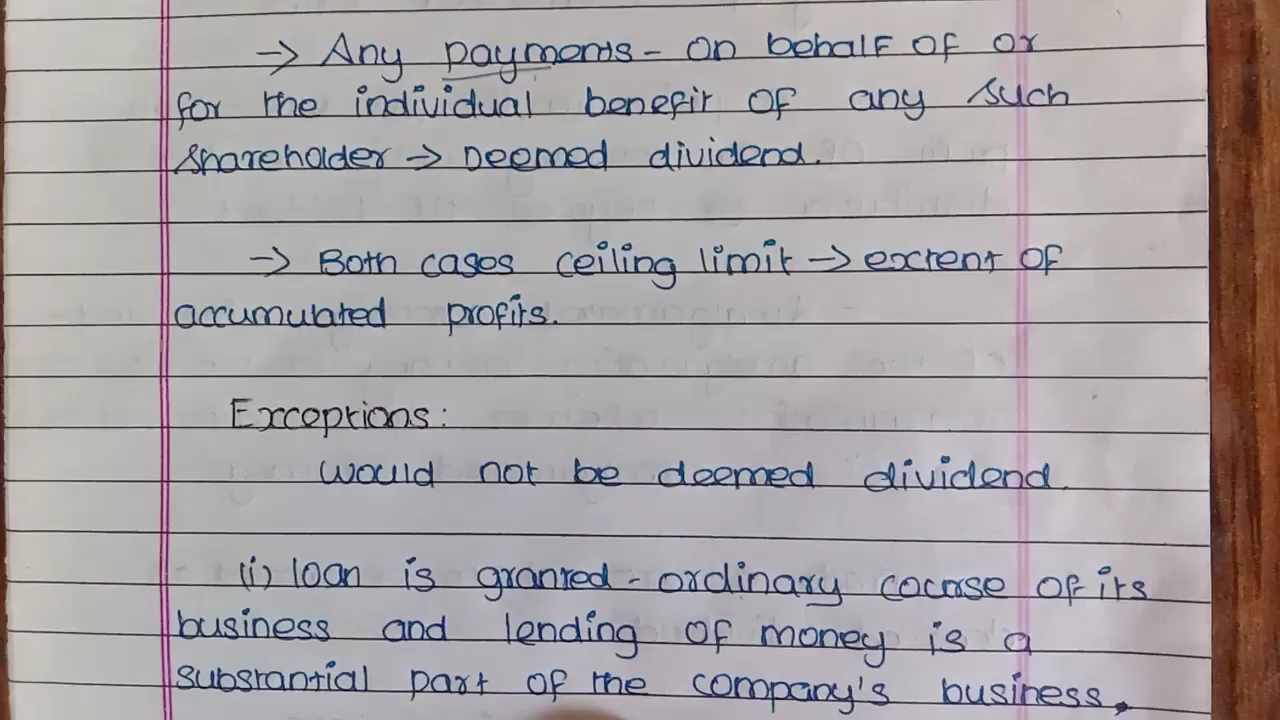 → Any payments - on behalf of or
for the individual benefit of any such
shareholder → Deemed dividend.
→ Both cases ceiling limit → extent of
accumulated profits.
Exceptions:
would not be deemed dividend.
(i) loan is granted - ordinary cocrse of its
business and lending of money is a
substantial part of the company's business,